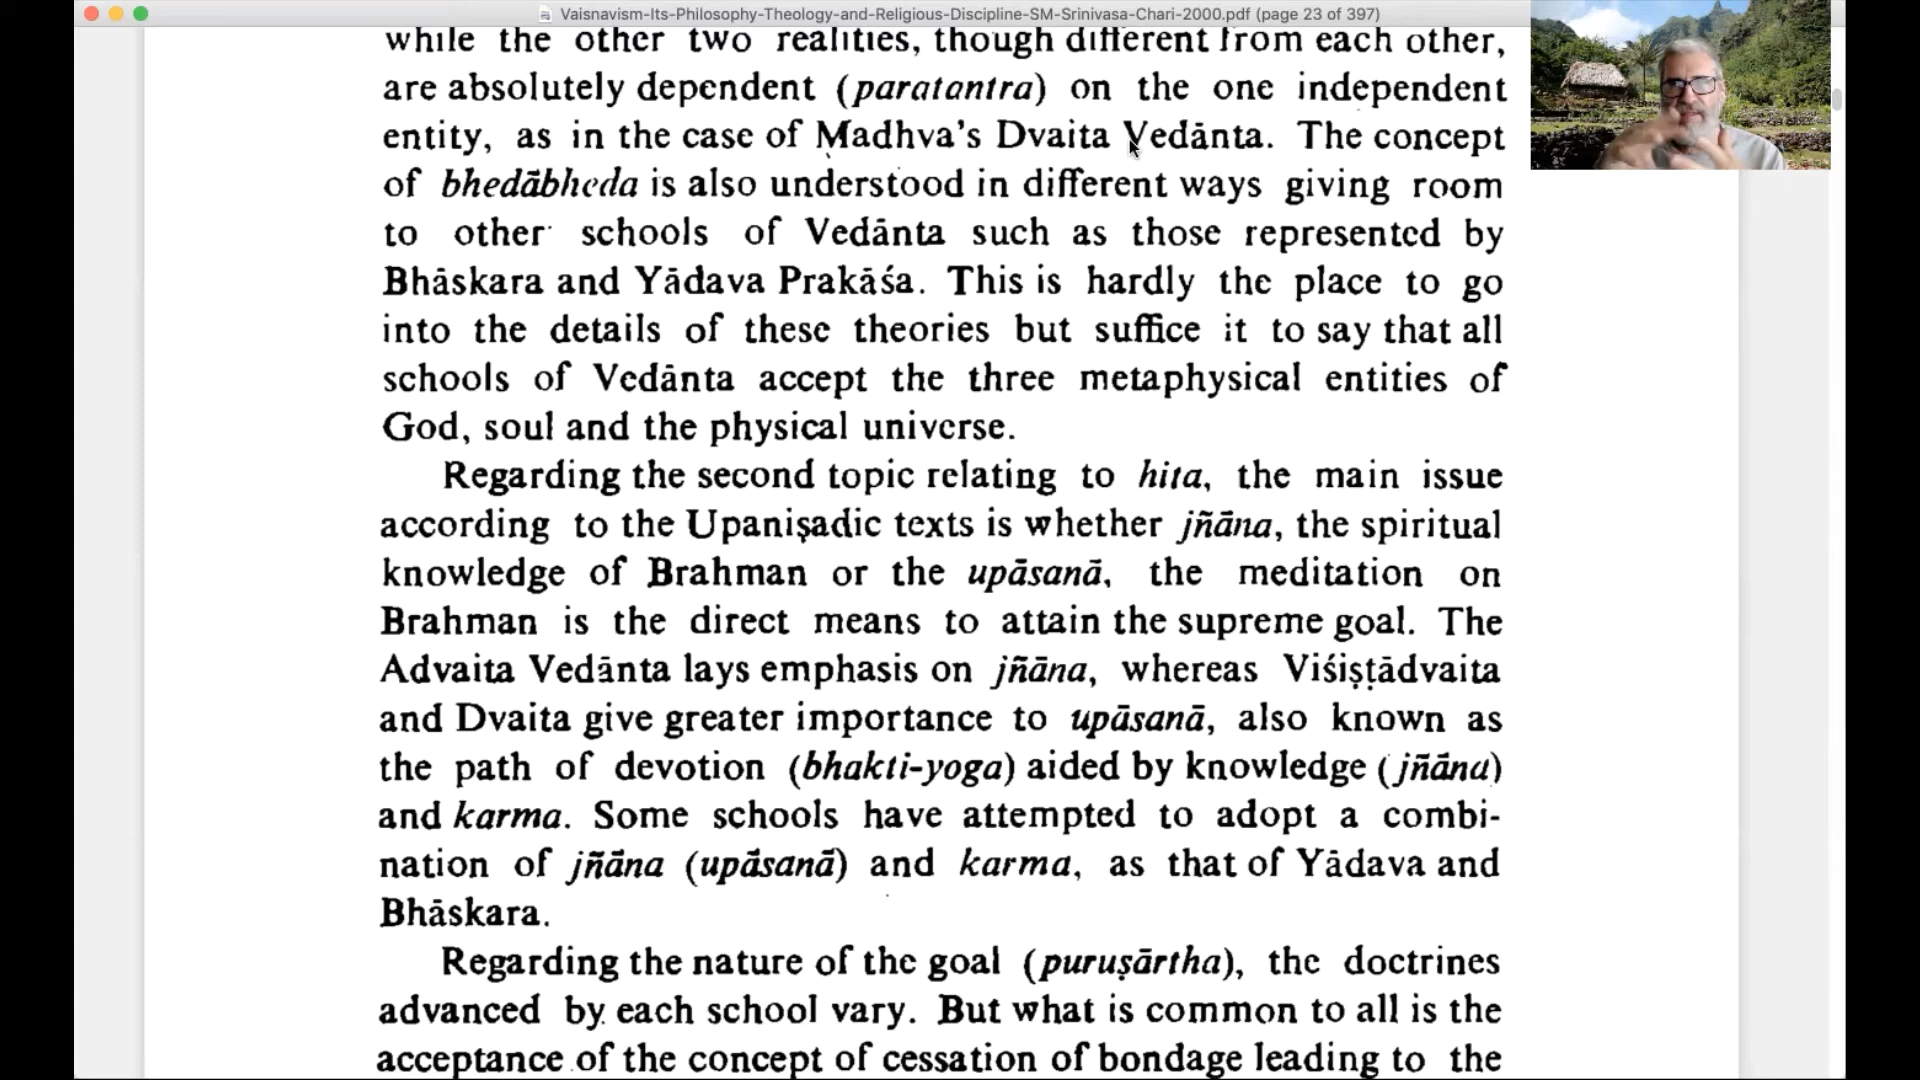 Vaisnavism-Its-Philosophy-Theology-and-Religious-Discipline-SM-Srinivasa-Chari-2000.pdf (page 23 of 397)
while the other two realities, though different from each other,
are absolutely dependent (paratantra) on the one independent
entity, as in the case of Madhva's Dvaita Vedānta. The concept
of bhedābheda is also understood in different ways giving room
to other schools of Vedānta such as those represented by
Bhāskara and Yādava Prakāśa. This is hardly the place to go
into the details of these theories but suffice it to say that all
schools of Vedānta accept the three metaphysical entities of
God, soul and the physical universe.
Regarding the second topic relating to hita, the main issue
according to the Upaniṣadic texts is whether jñāna, the spiritual
knowledge of Brahman or the upāsanā, the meditation on
Brahman is the direct means to attain the supreme goal. The
Advaita Vedānta lays emphasis on jñāna, whereas Viśiṣṭādvaita
and Dvaita give greater importance to upāsanā, also known as
the path of devotion (bhakti-yoga) aided by knowledge (jñāna)
and karma. Some schools have attempted to adopt a combi-
nation of jñāna (upāsanā) and karma, as that of Yādava and
Bhāskara.
Regarding the nature of the goal (puruṣārtha), the doctrines
advanced by each school vary. But what is common to all is the
acceptance of the concept of cessation of bondage leading to the